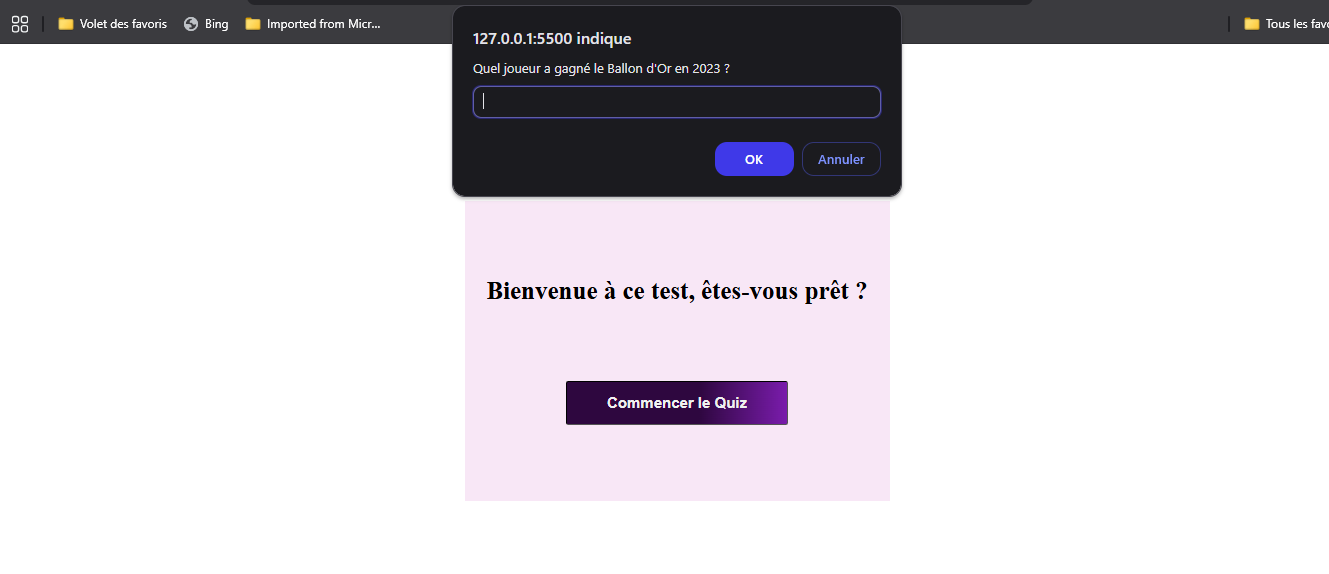 Volet des favoris
Bing
Imported from Micr...
Tous les favo
127.0.0.1:5500 indique
Quel joueur a gagné le Ballon d'Or en 2023 ?
OK
Annuler
Bienvenue à ce test, êtes-vous prêt ?
Commencer le Quiz